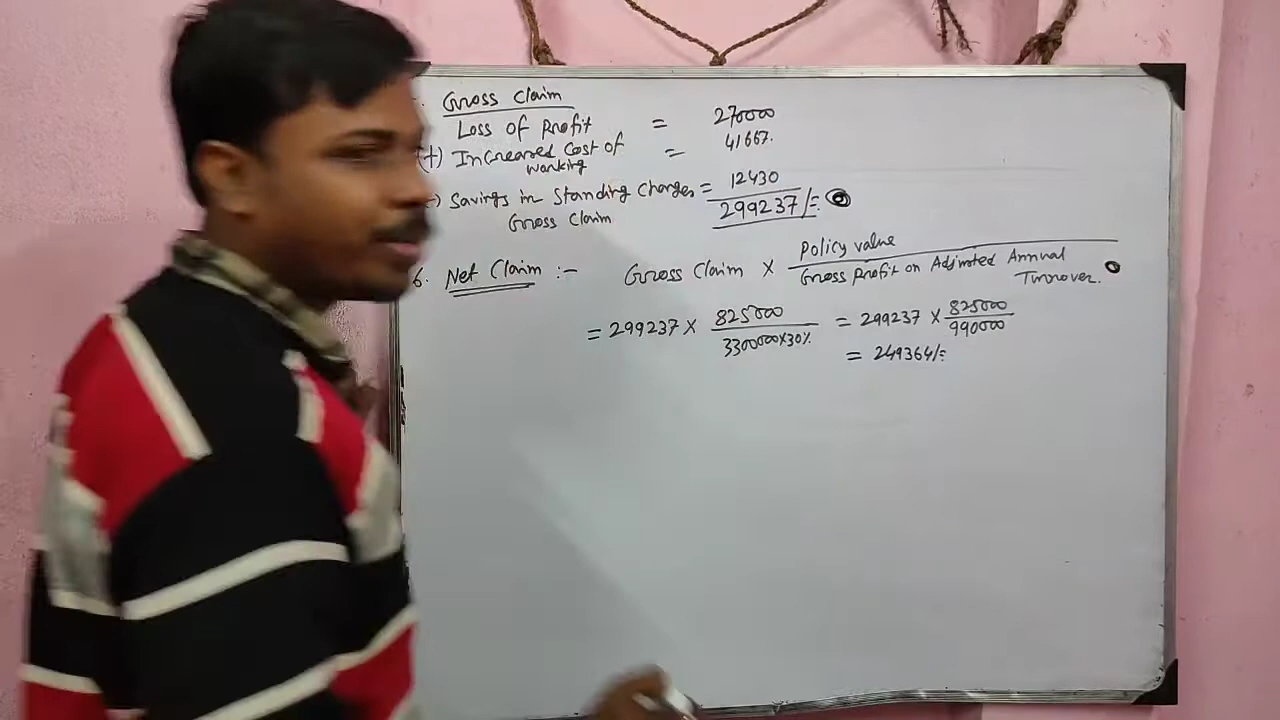 . Gross Claim
Loss of Profit = 270000
(+) Increased Cost of working = 41667.
-) Savings in Standing Charges = 12430
Gross Claim 299237/=
6. Net Claim :- Gross Claim × Policy value / Gross Profit on Adjusted Annual Turnover.
= 299237 × 825000 / 3300000×30% = 299237 × 825000 / 990000
= 249364/=